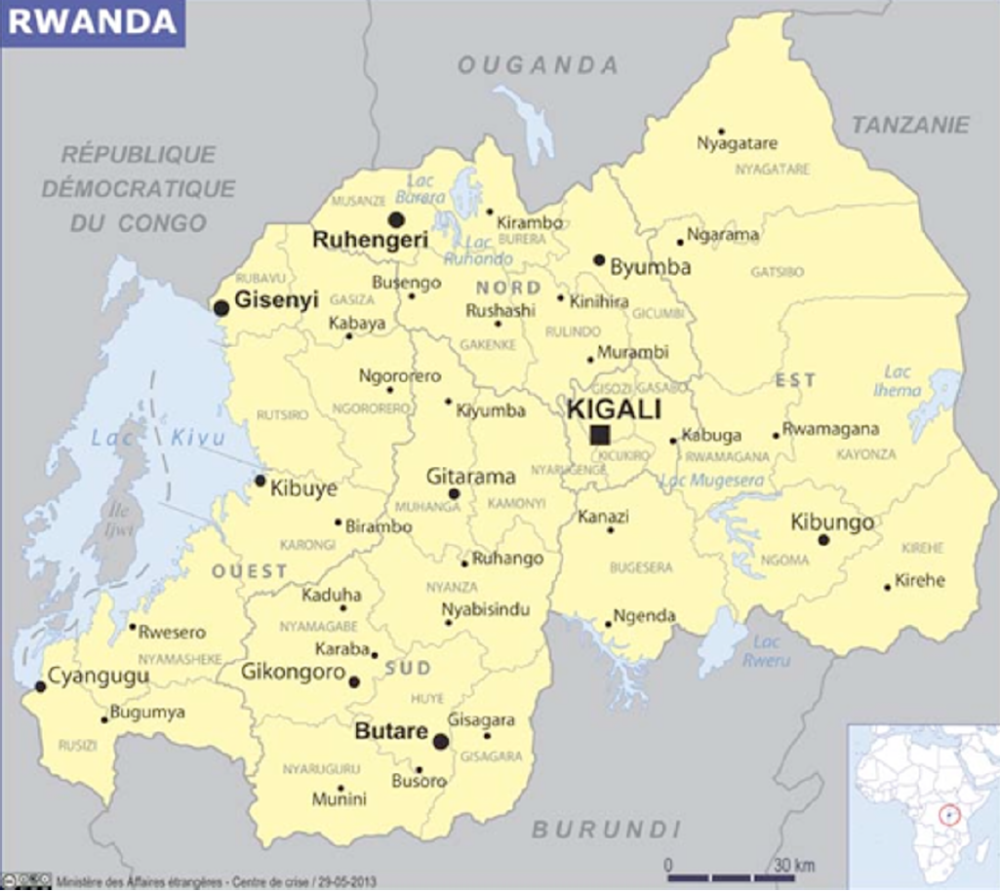 RWANDA
OUGANDA
TANZANIE
RÉPUBLIQUE
DÉMOCRATIQUE
DU CONGO
Nyagatare
NYAGATARE
Lac
Burera
MUSANZE
Ruhengeri
Kirambo
BURERA
Lac
Ruhondo
Ngarama
GATSIBO
Byumba
RUBAVU
Busengo
NORD
Gisenyi
GASIZA
Kinihira
Rushashi
GICUMBI
Kabaya
RULINDO
GAKENKE
Murambi
Ngororero
EST
Lac
Ihema
GISOZI
GASABO
NGORORERO
Kiyumba
KIGALI
RUTSIRO
Lac Kivu
Kabuga
Rwamagana
KICUKIRO
RWAMAGANA
KAYONZA
NYARUGENGE
Gitarama
Lac Mugesera
Kibuye
MUHANGA
KAMONYI
Île
Ijwi
Kanazi
Kibungo
Birambo
KARONGI
KIREHE
Ruhango
NGOMA
BUGESERA
OUEST
Kirehe
NYANZA
Kaduha
Nyabisindu
Ngenda
NYAMAGABE
Rwesero
Karaba
Lac
Rweru
NYAMASHEKE
Gikongoro
SUD
Cyangugu
HUYE
Bugumya
Gisagara
Butare
RUSIZI
GISAGARA
NYARUGURU
Busoro
Munini
BURUNDI
0 30 km
Ministère des Affaires étrangères - Centre de crise / 29-05-2013